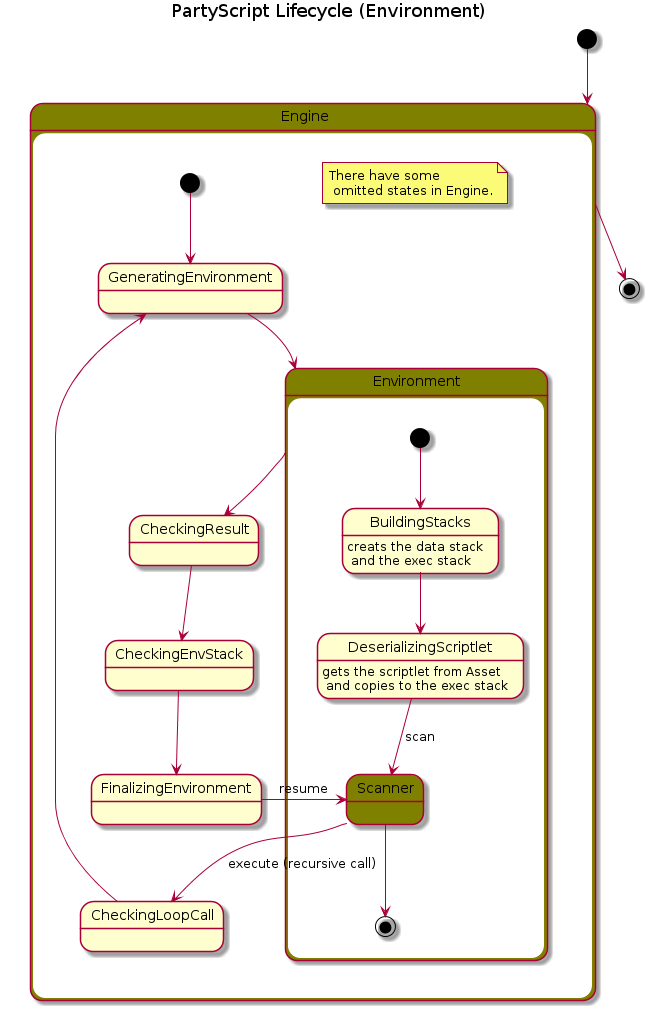 PartyScript Lifecycle (Environment)
Engine
There have some
omitted states in Engine.
GeneratingEnvironment
Environment
BuildingStacks
creats the data stack
and the exec stack
CheckingResult
DeserializingScriptlet
gets the scriptlet from Asset
and copies to the exec stack
CheckingEnvStack
scan
FinalizingEnvironment
resume
Scanner
execute (recursive call)
CheckingLoopCall